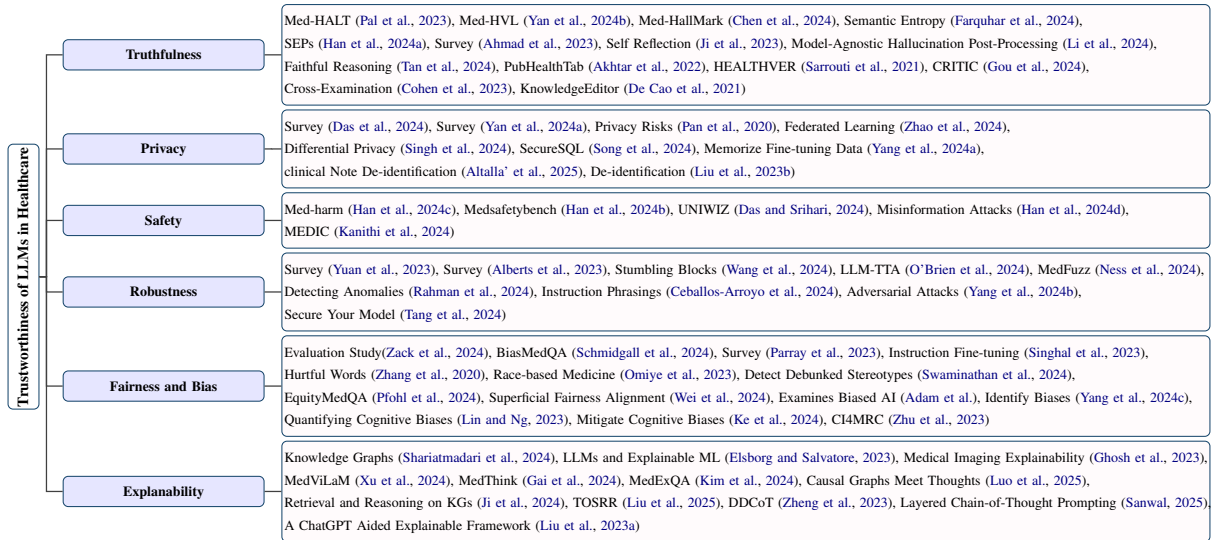 Trustworthiness of LLMs in Healthcare
Truthfulness
Med-HALT (Pal et al., 2023), Med-HVL (Yan et al., 2024b), Med-HallMark (Chen et al., 2024), Semantic Entropy (Farquhar et al., 2024),
SEPs (Han et al., 2024a), Survey (Ahmad et al., 2023), Self Reflection (Ji et al., 2023), Model-Agnostic Hallucination Post-Processing (Li et al., 2024),
Faithful Reasoning (Tan et al., 2024), PubHealthTab (Akhtar et al., 2022), HEALTHVER (Sarrouti et al., 2021), CRITIC (Gou et al., 2024),
Cross-Examination (Cohen et al., 2023), KnowledgeEditor (De Cao et al., 2021)
Privacy
Survey (Das et al., 2024), Survey (Yan et al., 2024a), Privacy Risks (Pan et al., 2020), Federated Learning (Zhao et al., 2024),
Differential Privacy (Singh et al., 2024), SecureSQL (Song et al., 2024), Memorize Fine-tuning Data (Yang et al., 2024a),
clinical Note De-identification (Altalla' et al., 2025), De-identification (Liu et al., 2023b)
Safety
Med-harm (Han et al., 2024c), Medsafetybench (Han et al., 2024b), UNIWIZ (Das and Srihari, 2024), Misinformation Attacks (Han et al., 2024d),
MEDIC (Kanithi et al., 2024)
Robustness
Survey (Yuan et al., 2023), Survey (Alberts et al., 2023), Stumbling Blocks (Wang et al., 2024), LLM-TTA (O'Brien et al., 2024), MedFuzz (Ness et al., 2024),
Detecting Anomalies (Rahman et al., 2024), Instruction Phrasings (Ceballos-Arroyo et al., 2024), Adversarial Attacks (Yang et al., 2024b),
Secure Your Model (Tang et al., 2024)
Fairness and Bias
Evaluation Study(Zack et al., 2024), BiasMedQA (Schmidgall et al., 2024), Survey (Parray et al., 2023), Instruction Fine-tuning (Singhal et al., 2023),
Hurtful Words (Zhang et al., 2020), Race-based Medicine (Omiye et al., 2023), Detect Debunked Stereotypes (Swaminathan et al., 2024),
EquityMedQA (Pfohl et al., 2024), Superficial Fairness Alignment (Wei et al., 2024), Examines Biased AI (Adam et al.), Identify Biases (Yang et al., 2024c),
Quantifying Cognitive Biases (Lin and Ng, 2023), Mitigate Cognitive Biases (Ke et al., 2024), CI4MRC (Zhu et al., 2023)
Explanability
Knowledge Graphs (Shariatmadari et al., 2024), LLMs and Explainable ML (Elsborg and Salvatore, 2023), Medical Imaging Explainability (Ghosh et al., 2023),
MedViLaM (Xu et al., 2024), MedThink (Gai et al., 2024), MedExQA (Kim et al., 2024), Causal Graphs Meet Thoughts (Luo et al., 2025),
Retrieval and Reasoning on KGs (Ji et al., 2024), TOSRR (Liu et al., 2025), DDCoT (Zheng et al., 2023), Layered Chain-of-Thought Prompting (Sanwal, 2025),
A ChatGPT Aided Explainable Framework (Liu et al., 2023a)